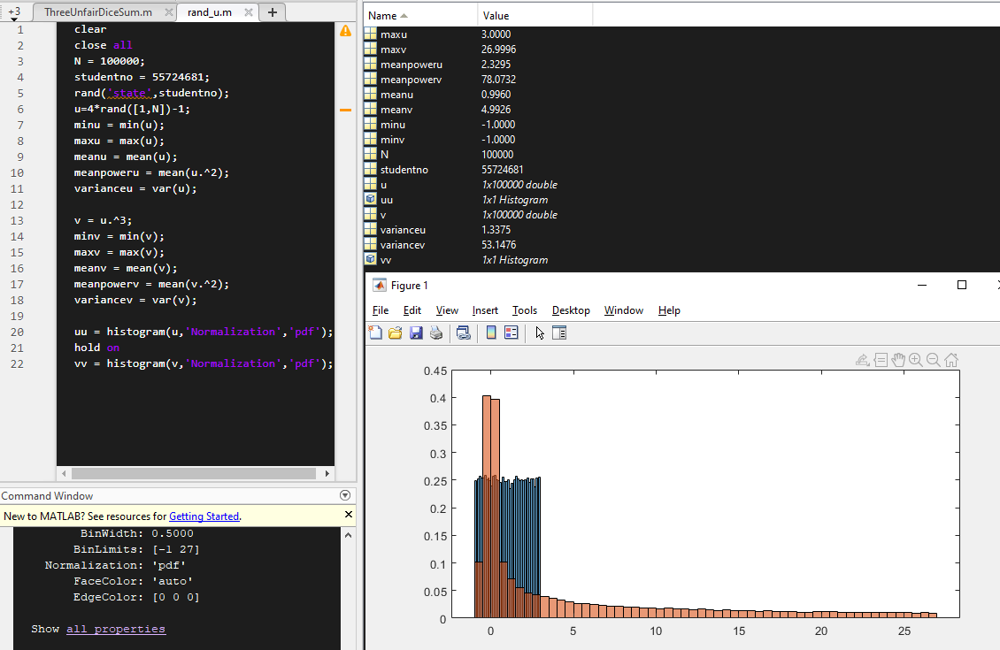 +3 ThreeUnfairDiceSum.m rand_u.m
1 clear
2 close all
3 N = 100000;
4 studentno = 55724681;
5 rand('state',studentno);
6 u=4*rand([1,N])-1;
7 minu = min(u);
8 maxu = max(u);
9 meanu = mean(u);
10 meanpoweru = mean(u.^2);
11 varianceu = var(u);
12
13 v = u.^3;
14 minv = min(v);
15 maxv = max(v);
16 meanv = mean(v);
17 meanpowerv = mean(v.^2);
18 variancev = var(v);
19
20 uu = histogram(u,'Normalization','pdf');
21 hold on
22 vv = histogram(v,'Normalization','pdf');
Command Window
New to MATLAB? See resources for Getting Started.
BinWidth: 0.5000
BinLimits: [-1 27]
Normalization: 'pdf'
FaceColor: 'auto'
EdgeColor: [0 0 0]
Show all properties
Name Value
maxu 3.0000
maxv 26.9996
meanpoweru 2.3295
meanpowerv 78.0732
meanu 0.9960
meanv 4.9926
minu -1.0000
minv -1.0000
N 100000
studentno 55724681
u 1x100000 double
uu 1x1 Histogram
v 1x100000 double
varianceu 1.3375
variancev 53.1476
vv 1x1 Histogram
Figure 1
File Edit View Insert Tools Desktop Window Help
0.45
0.4
0.35
0.3
0.25
0.2
0.15
0.1
0.05
0
0 5 10 15 20 25